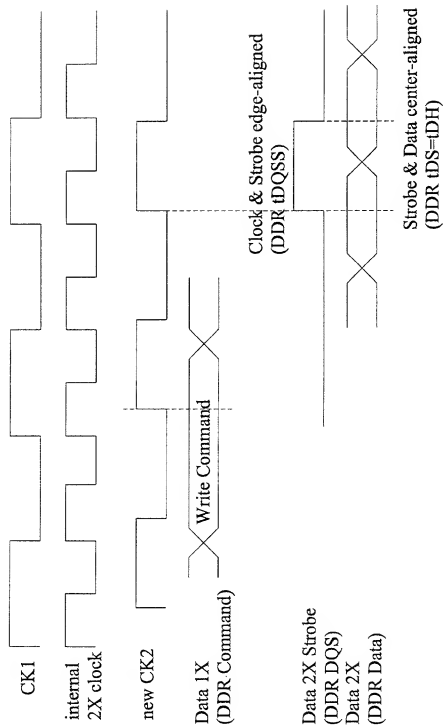 CK1
internal
2X clock
new CK2
Data 1X
(DDR Command)
Write Command
Clock & Strobe edge-aligned
(DDR tDQSS)
Data 2X Strobe
(DDR DQS)
Data 2X
(DDR Data)
Strobe & Data center-aligned
(DDR tDS=tDH)